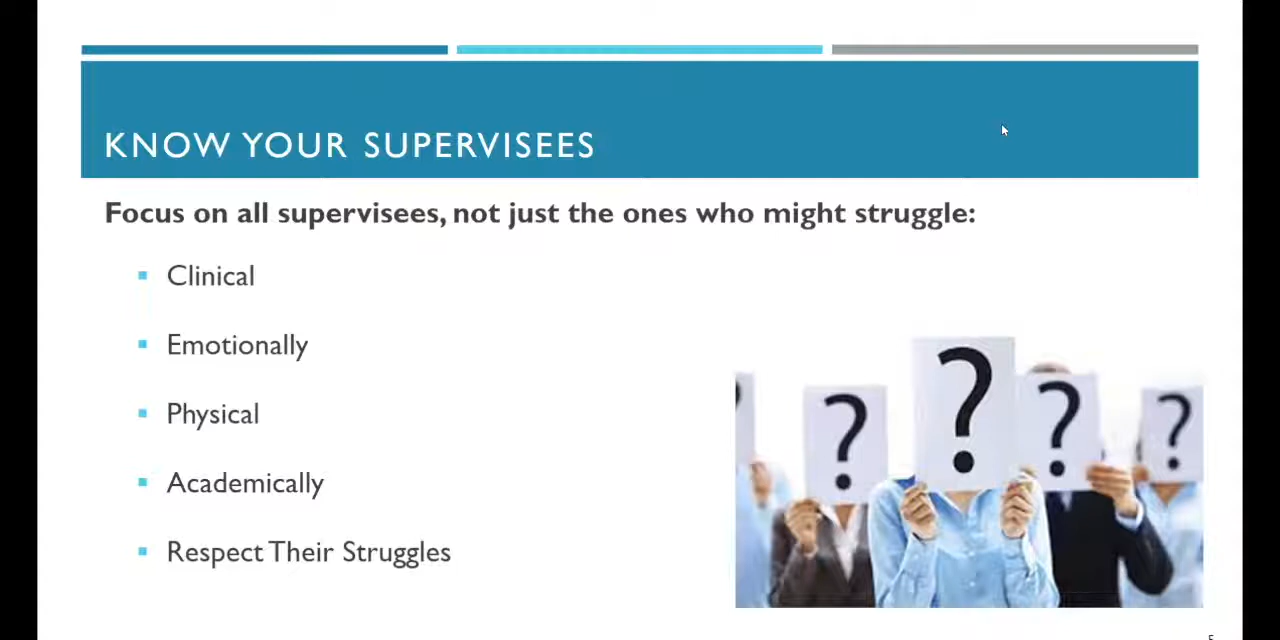 KNOW YOUR SUPERVISEES
Focus on all supervisees, not just the ones who might struggle:
Clinical
Emotionally
Physical
Academically
Respect Their Struggles
? ? ? ?